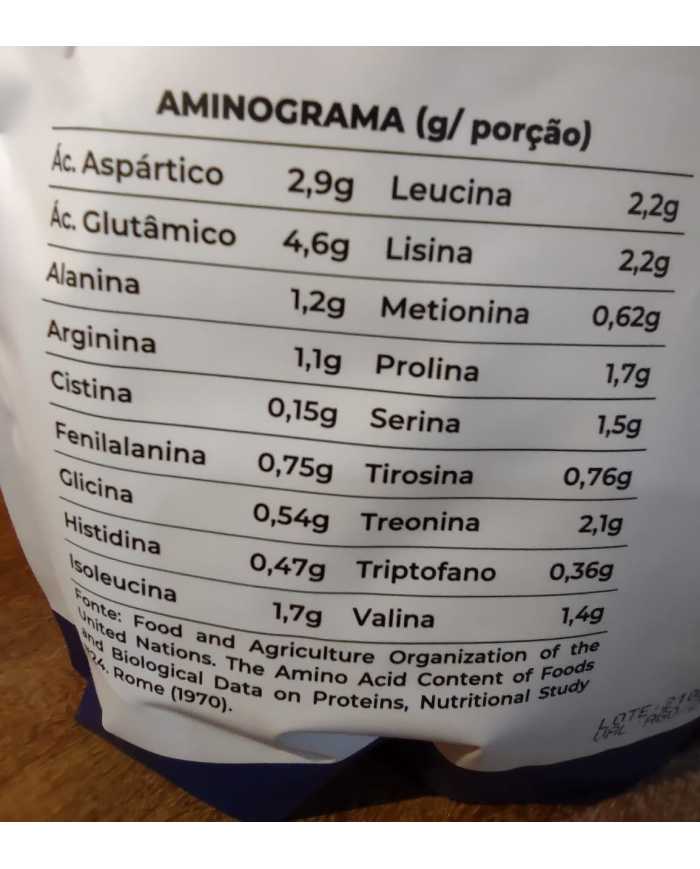 AMINOGRAMA (g/ porção)
Ác. Aspártico 2,9g Leucina 2,2g
Ác. Glutâmico 4,6g Lisina 2,2g
Alanina 1,2g Metionina 0,62g
Arginina 1,1g Prolina 1,7g
Cistina 0,15g Serina 1,5g
Fenilalanina 0,75g Tirosina 0,76g
Glicina 0,54g Treonina 2,1g
Histidina 0,47g Triptofano 0,36g
Isoleucina 1,7g Valina 1,4g
Fonte: Food and Agriculture Organization of the
United Nations. The Amino Acid Content of Foods
and Biological Data on Proteins, Nutritional Study
Rome (1970).
LOTE: